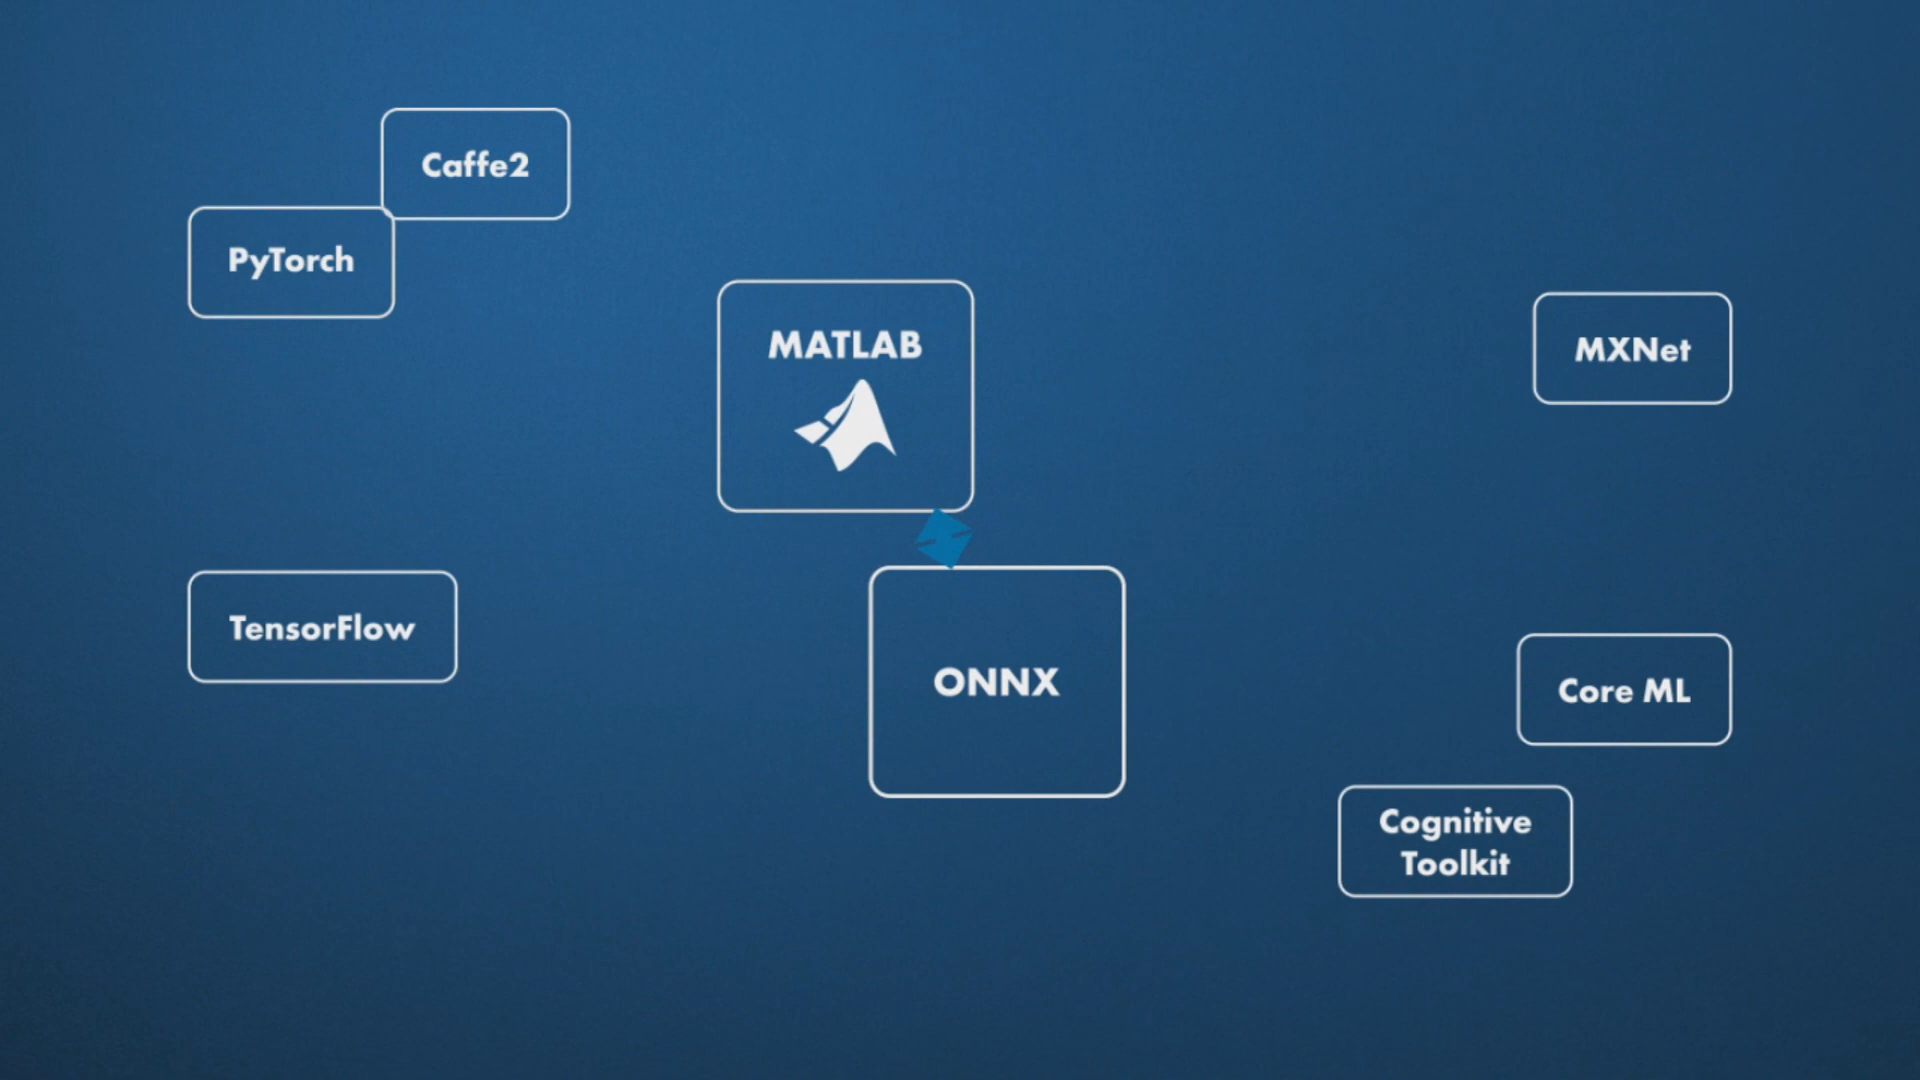 Caffe2
PyTorch
MATLAB
MXNet
TensorFlow
ONNX
Core ML
Cognitive
Toolkit